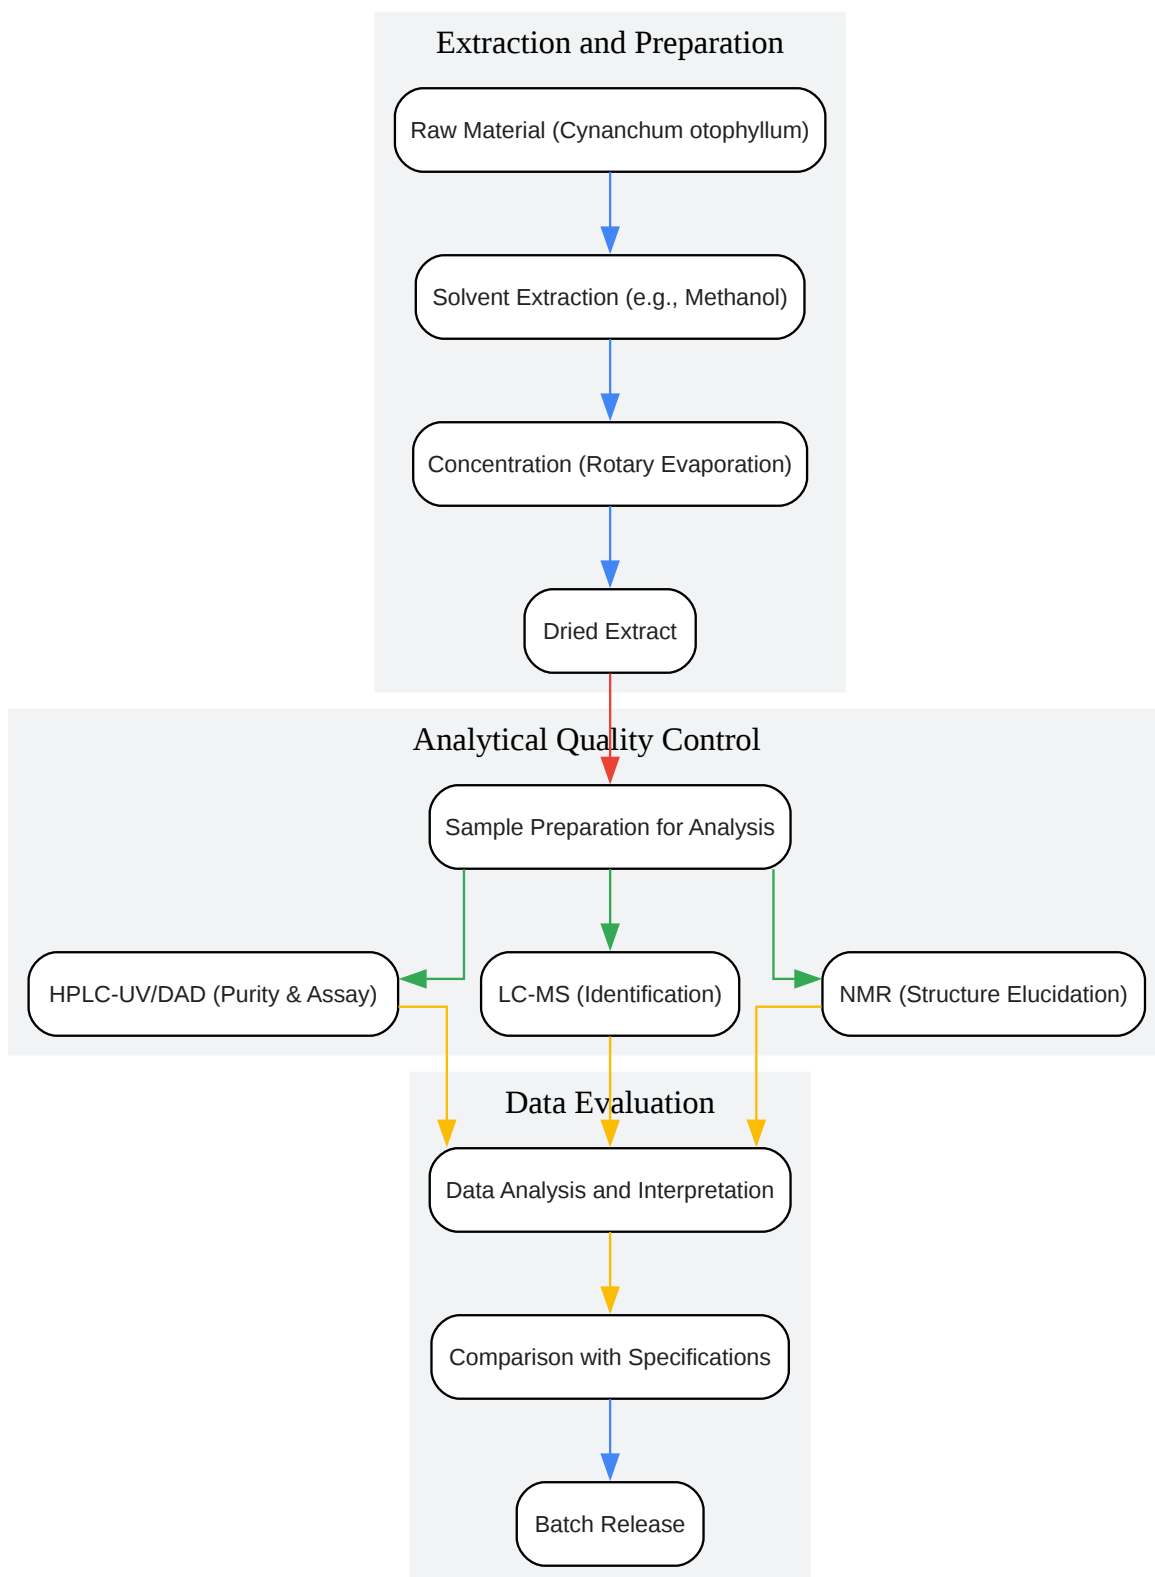 Extraction and Preparation
Raw Material (Cynanchum otophyllum)
Solvent Extraction (e.g., Methanol)
Concentration (Rotary Evaporation)
Dried Extract
Analytical Quality Control
Sample Preparation for Analysis
HPLC-UV/DAD (Purity & Assay)
LC-MS (Identification)
NMR (Structure Elucidation)
Data Evaluation
Data Analysis and Interpretation
Comparison with Specifications
Batch Release